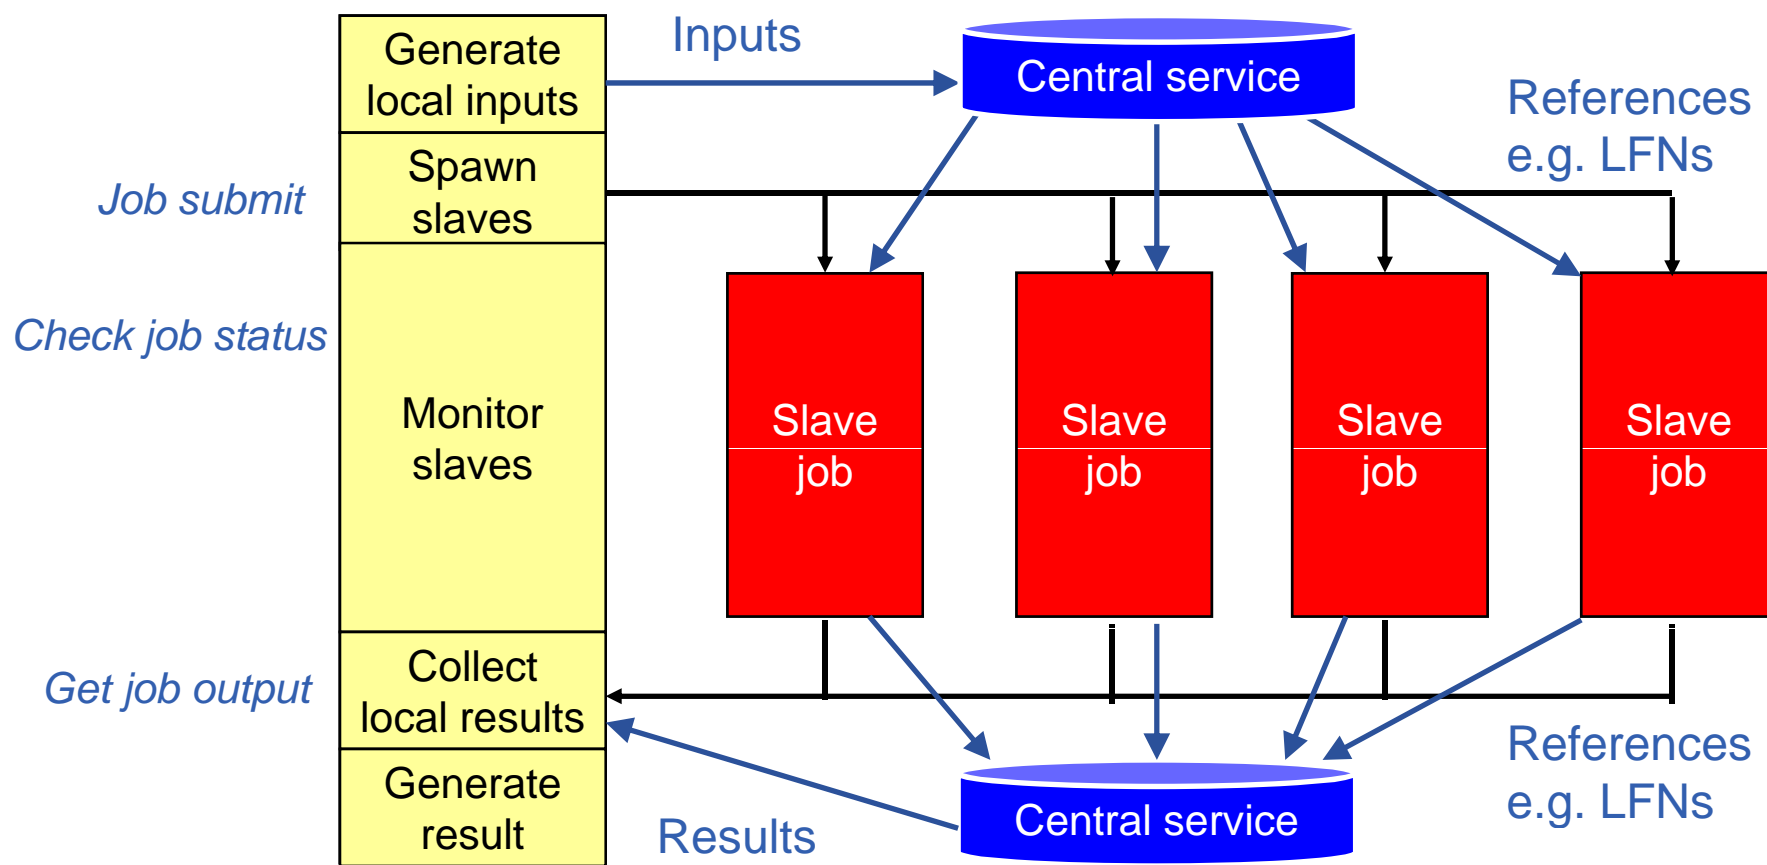 Generate
local inputs
Inputs
Central service
References
e.g. LFNs
Job submit
Spawn
slaves
Check job status
Monitor
slaves
Slave
job
Slave
job
Slave
job
Slave
job
Get job output
Collect
local results
Generate
result
Results
Central service
References
e.g. LFNs